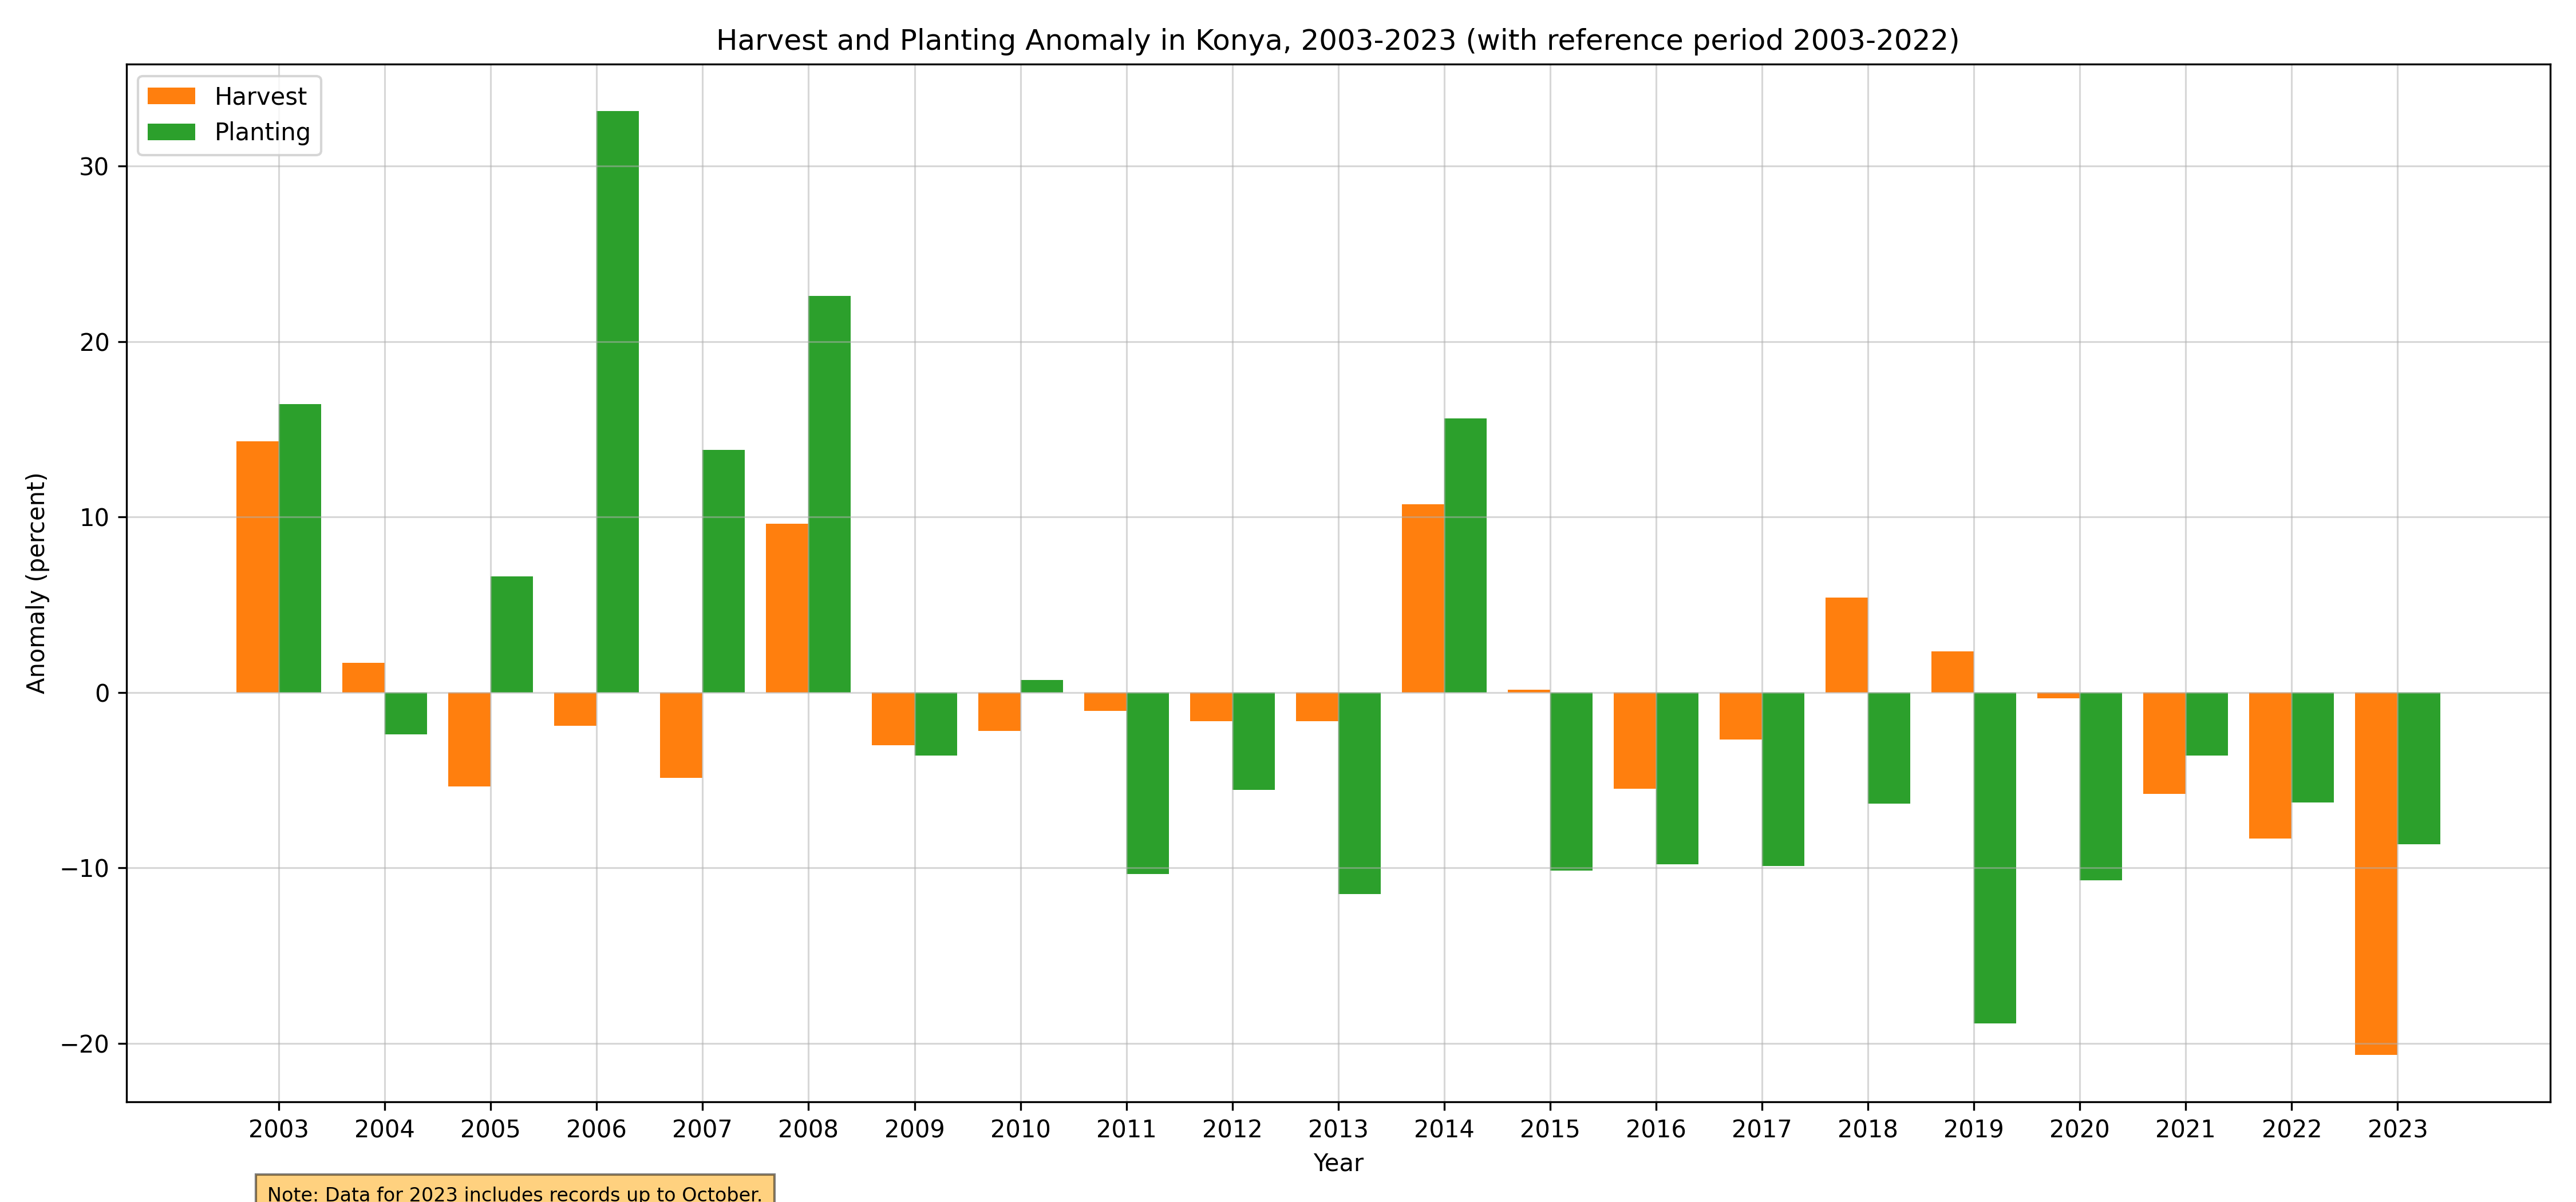 Harvest and Planting Anomaly in Konya, 2003-2023 (with reference period 2003-2022)
Harvest
Planting
Anomaly (percent)
30
20
10
0
−10
−20
2003 2004 2005 2006 2007 2008 2009 2010 2011 2012 2013 2014 2015 2016 2017 2018 2019 2020 2021 2022 2023
Year
Note: Data for 2023 includes records up to October.